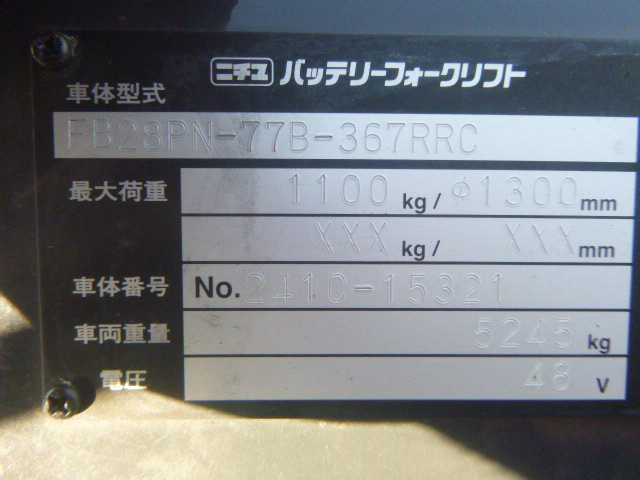 ニチユ バッテリーフォークリフト
車体型式
FB28PN-77B-367RRC
最大荷重 1100 kg/ φ1300 mm
XXX kg/ XXX mm
車体番号 No. 241C-15321
車両重量 5245 kg
電圧 48 V